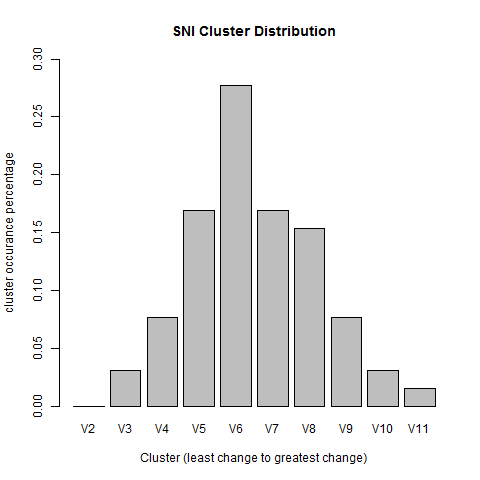 SNI Cluster Distribution
cluster occurance percentage
0.30
0.25
0.20
0.15
0.10
0.05
0.00
V2 V3 V4 V5 V6 V7 V8 V9 V10 V11
Cluster (least change to greatest change)